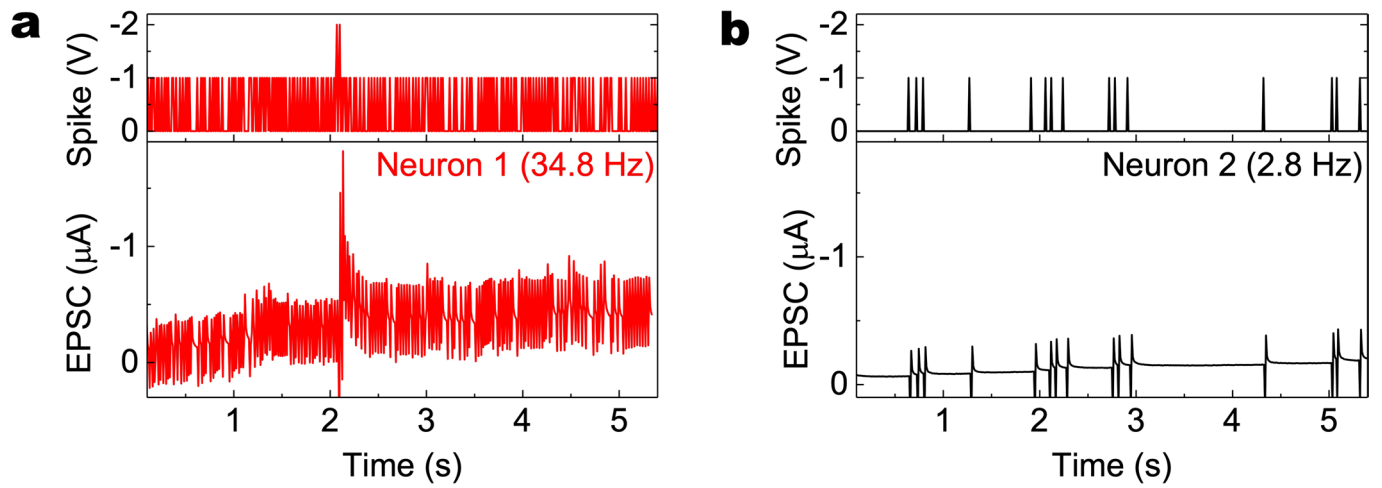 a
Spike (V)
-2
-1
0
Neuron 1 (34.8 Hz)
EPSC (μA)
-1
0
1 2 3 4 5
Time (s)
b
Spike (V)
-2
-1
0
Neuron 2 (2.8 Hz)
EPSC (μA)
-1
0
1 2 3 4 5
Time (s)